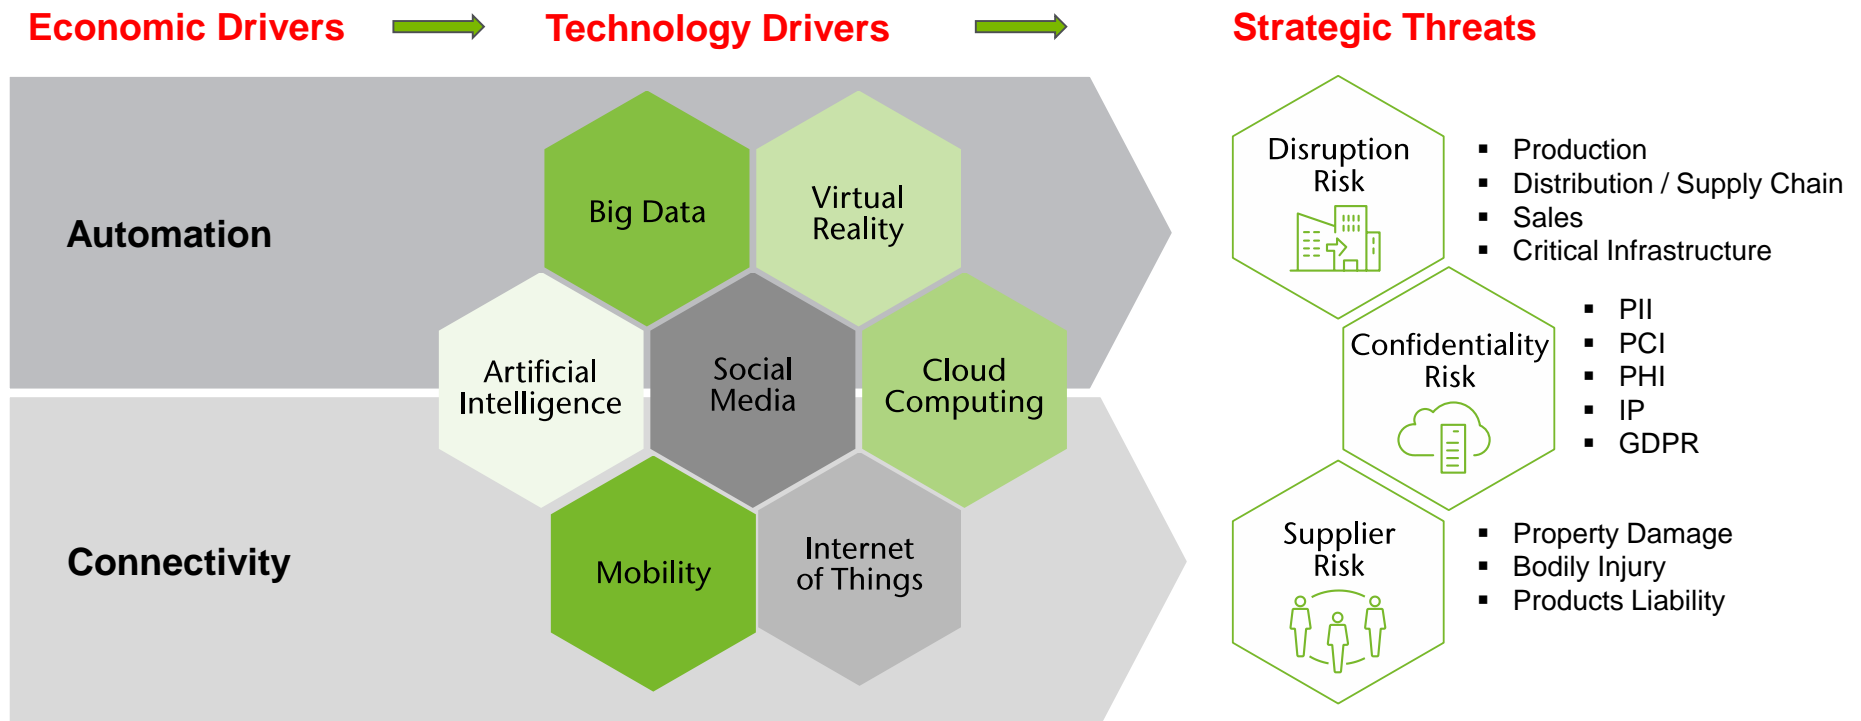 Economic Drivers
Technology Drivers
Strategic Threats
Automation
Connectivity
Big Data
Virtual
Reality
Artificial
Intelligence
Social
Media
Cloud
Computing
Mobility
Internet
of Things
Disruption
Risk
▪ Production
▪ Distribution / Supply Chain
▪ Sales
▪ Critical Infrastructure
Confidentiality
Risk
▪ PII
▪ PCI
▪ PHI
▪ IP
▪ GDPR
Supplier
Risk
▪ Property Damage
▪ Bodily Injury
▪ Products Liability